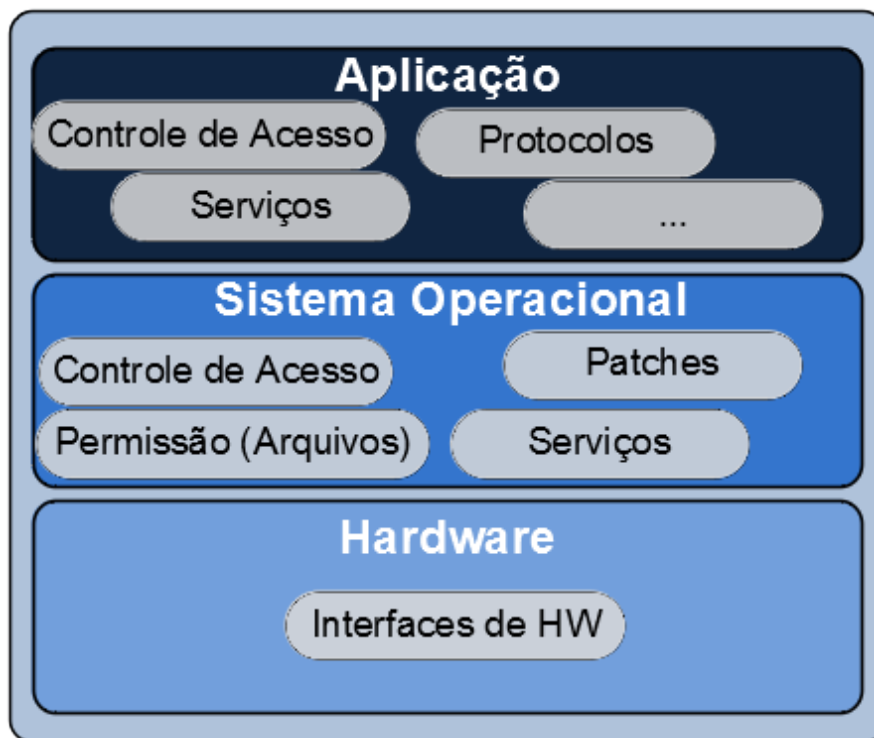 Aplicação
Controle de Acesso
Protocolos
Serviços
...
Sistema Operacional
Controle de Acesso
Patches
Permissão (Arquivos)
Serviços
Hardware
Interfaces de HW